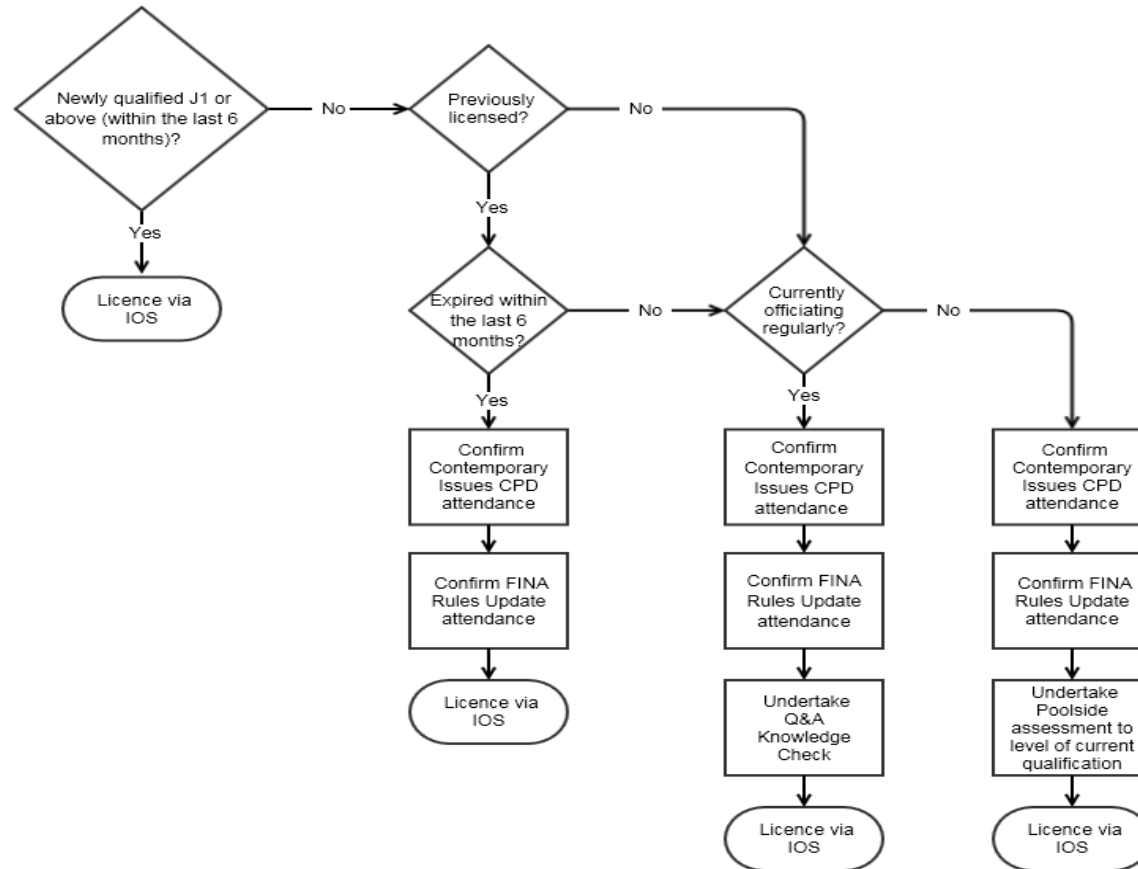 Newly qualified J1 or
above (within the last 6
months)?
No
Previously
licensed?
No
Yes
Yes
Licence via
IOS
Expired within
the last 6
months?
No
Currently
officiating
regularly?
No
Yes
Yes
Confirm
Contemporary
Issues CPD
attendance
Confirm
Contemporary
Issues CPD
attendance
Confirm
Contemporary
Issues CPD
attendance
Confirm FINA
Rules Update
attendance
Confirm FINA
Rules Update
attendance
Confirm FINA
Rules Update
attendance
Licence via
IOS
Undertake
Q&A
Knowledge
Check
Undertake
Poolside
assessment to
level of current
qualification
Licence via
IOS
Licence via
IOS